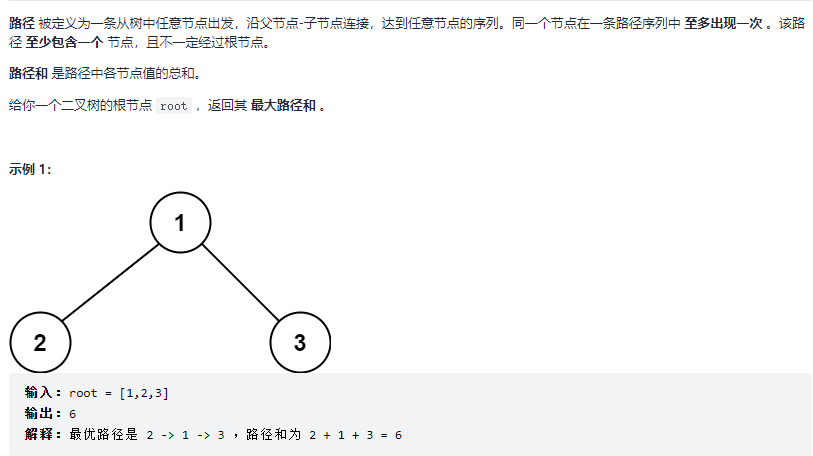 路径 被定义为一条从树中任意节点出发，沿父节点-子节点连接，达到任意节点的序列。同一个节点在一条路径序列中 至多出现一次 。该路
径 至少包含一个 节点，且不一定经过根节点。
路径和 是路径中各节点值的总和。
给你一个二叉树的根节点 root ，返回其 最大路径和 。
示例 1：
1
2
3
输入：root = [1,2,3]
输出：6
解释：最优路径是 2 -> 1 -> 3 ，路径和为 2 + 1 + 3 = 6